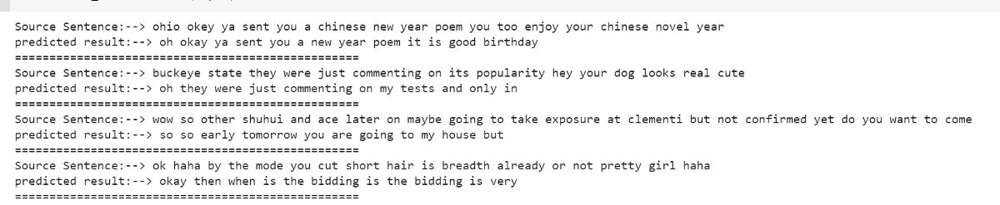 Source Sentence:--> ohio okey ya sent you a chinese new year poem you too enjoy your chinese novel year
predicted result:--> oh okay ya sent you a new year poem it is good birthday
==================================================
Source Sentence:--> buckeye state they were just commenting on its popularity hey your dog looks real cute
predicted result:--> oh they were just commenting on my tests and only in
==================================================
Source Sentence:--> wow so other shuhui and ace later on maybe going to take exposure at clementi but not confirmed yet do you want to come
predicted result:--> so so early tomorrow you are going to my house but
==================================================
Source Sentence:--> ok haha by the mode you cut short hair is breadth already or not pretty girl haha
predicted result:--> okay then when is the bidding is the bidding is very
==================================================